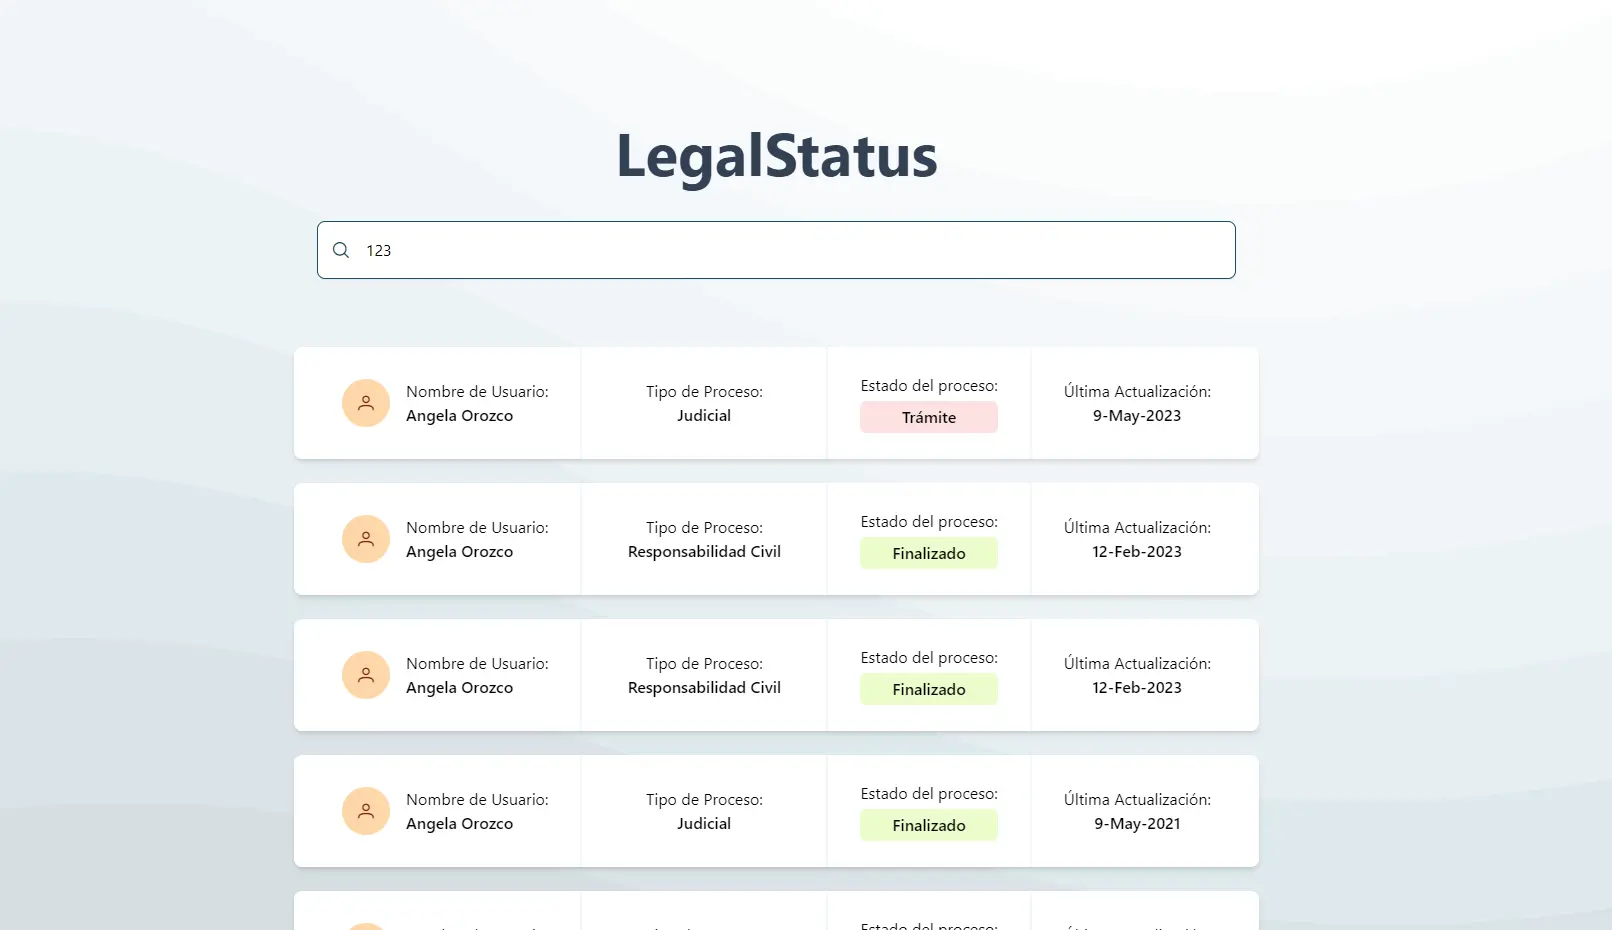 LegalStatus
123
Nombre de Usuario:
Angela Orozco
Tipo de Proceso:
Judicial
Estado del proceso:
Trámite
Última Actualización:
9-May-2023
Nombre de Usuario:
Angela Orozco
Tipo de Proceso:
Responsabilidad Civil
Estado del proceso:
Finalizado
Última Actualización:
12-Feb-2023
Nombre de Usuario:
Angela Orozco
Tipo de Proceso:
Responsabilidad Civil
Estado del proceso:
Finalizado
Última Actualización:
12-Feb-2023
Nombre de Usuario:
Angela Orozco
Tipo de Proceso:
Judicial
Estado del proceso:
Finalizado
Última Actualización:
9-May-2021
Estado del proceso: